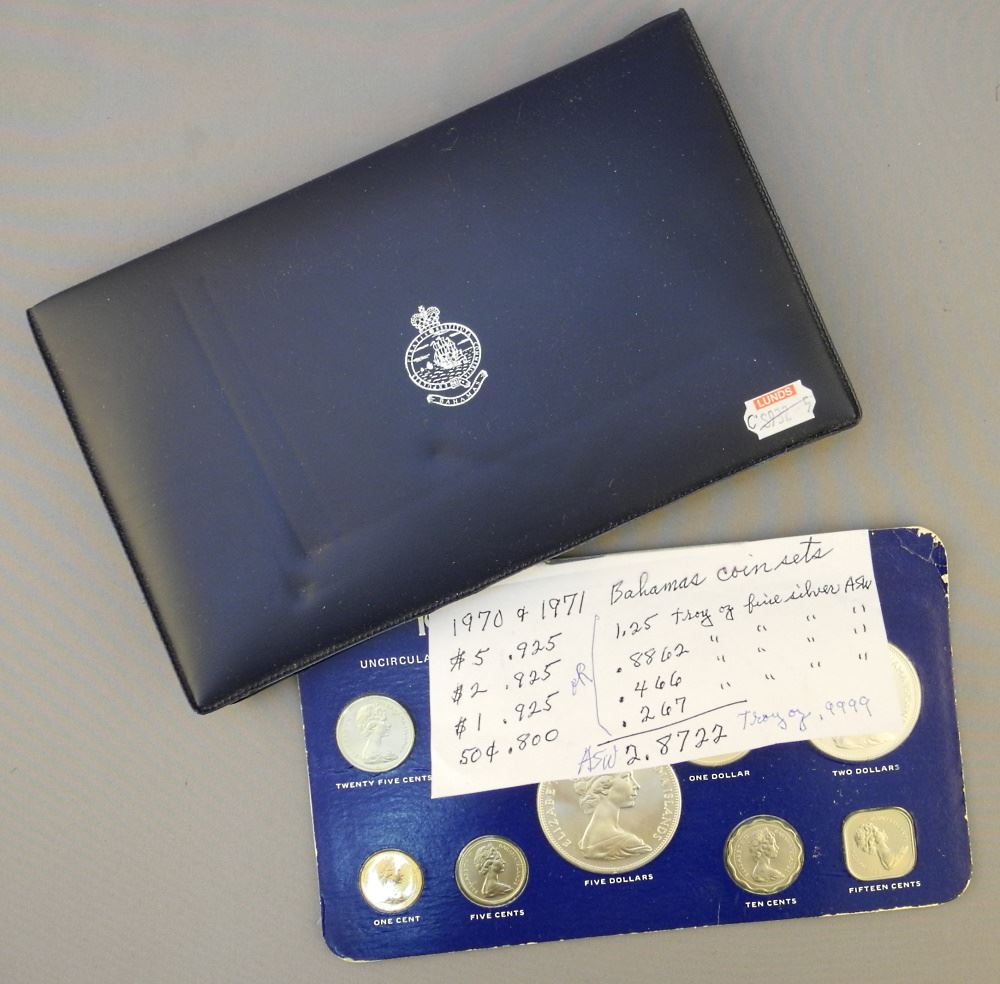 BAHAMAS
LUNDS
1970 & 1971 Bahamas coin sets
$5 .925 1.25 troy oz fine silver ASW
$2 .925 OR .8862 " " " "
$1 .925 .466 " " " "
50¢ .800 .267
ASW 2.8722 Troy oz .9999
UNCIRCULA
TWENTY FIVE CENTS
ONE DOLLAR
TWO DOLLARS
ELIZABE
ISLANDS
FIVE DOLLARS
ONE CENT
FIVE CENTS
TEN CENTS
FIFTEEN CENTS